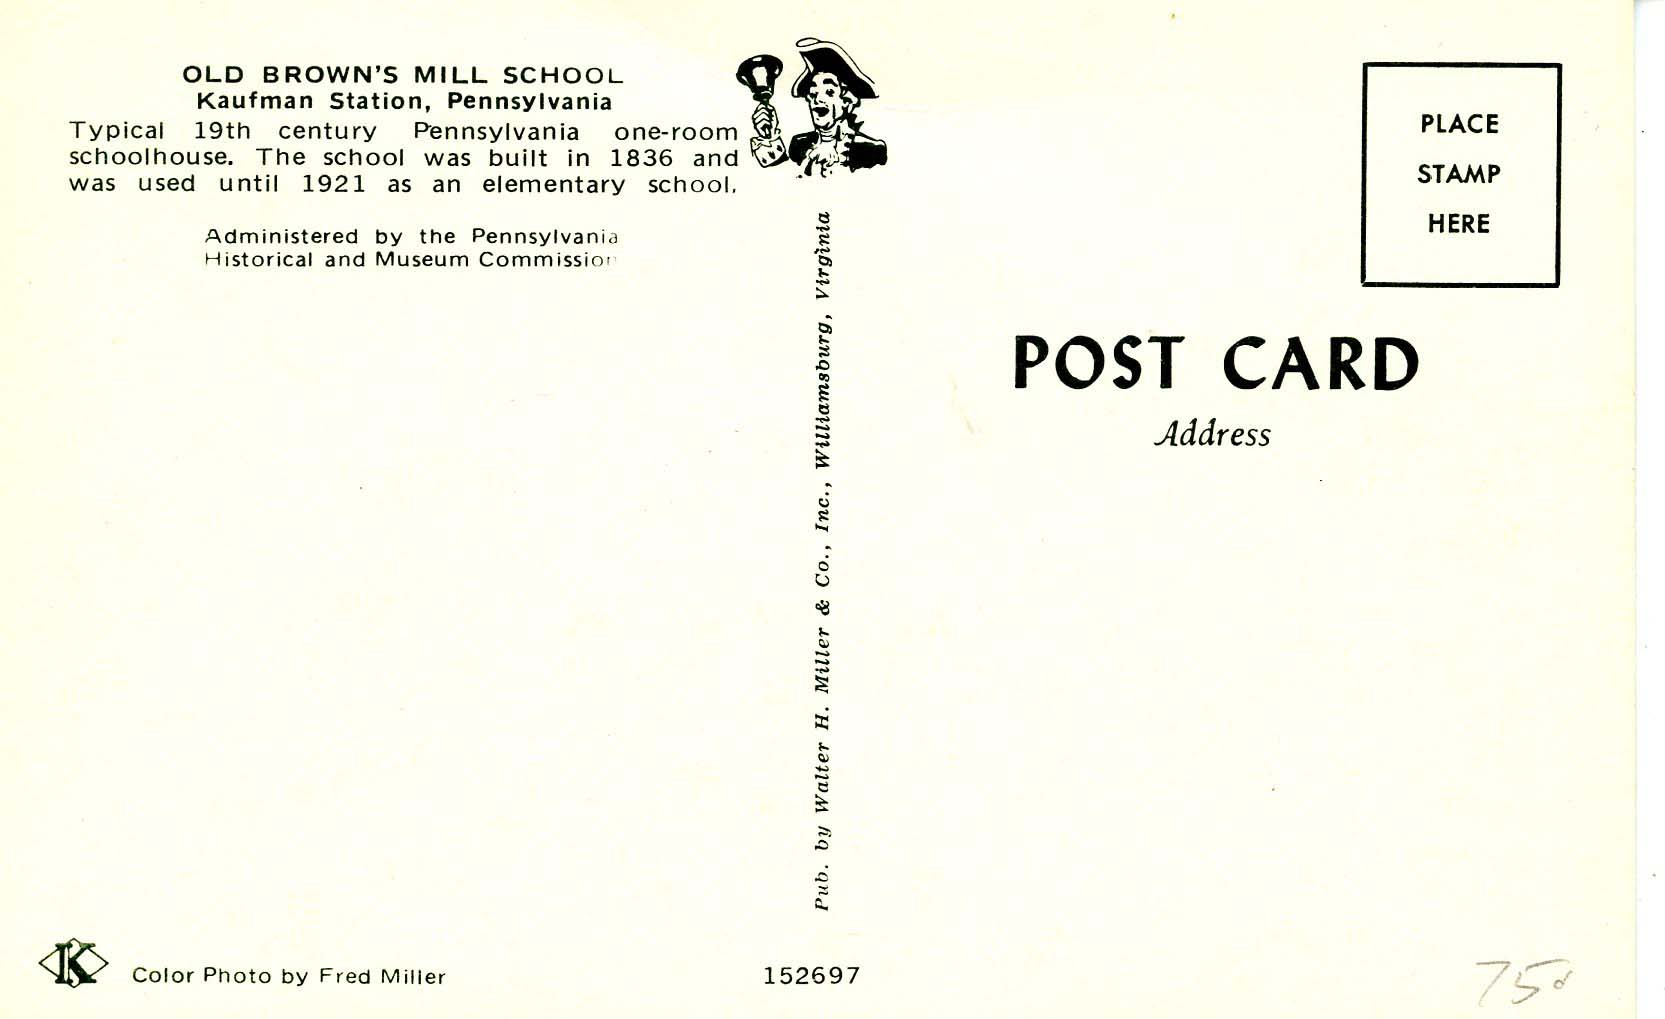 OLD BROWN'S MILL SCHOOL
Kaufman Station, Pennsylvania
Typical 19th century Pennsylvania one-room
schoolhouse. The school was built in 1836 and
was used until 1921 as an elementary school.
Administered by the Pennsylvania
Historical and Museum Commission
Pub. by Walter H. Miller & Co., Inc., Williamsburg, Virginia
PLACE
STAMP
HERE
POST CARD
Address
K
Color Photo by Fred Miller
152697
75¢